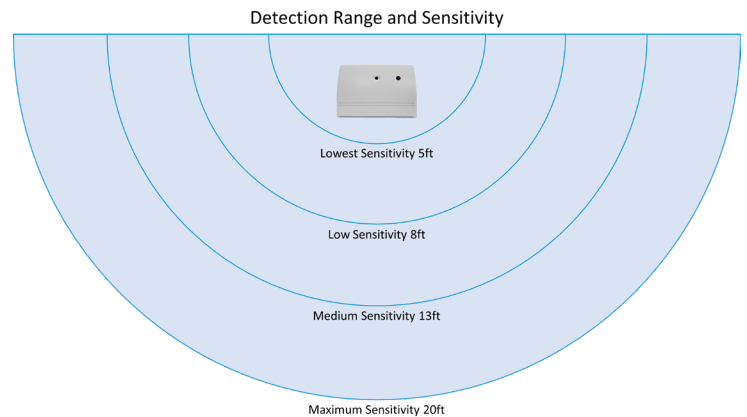 Detection Range and Sensitivity
Lowest Sensitivity 5ft
Low Sensitivity 8ft
Medium Sensitivity 13ft
Maximum Sensitivity 20ft